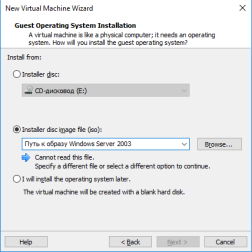 New Virtual Machine Wizard
Guest Operating System Installation
A virtual machine is like a physical computer; it needs an operating
system. How will you install the guest operating system?
Install from:
Installer disc:
CD-дисковод (E:)
Installer disc image file (iso):
Путь к образу Windows Server 2003
Browse...
Cannot read this file.
Specify a different file or select a different option to continue.
I will install the operating system later.
The virtual machine will be created with a blank hard disk.
Help
< Back
Next >
Cancel